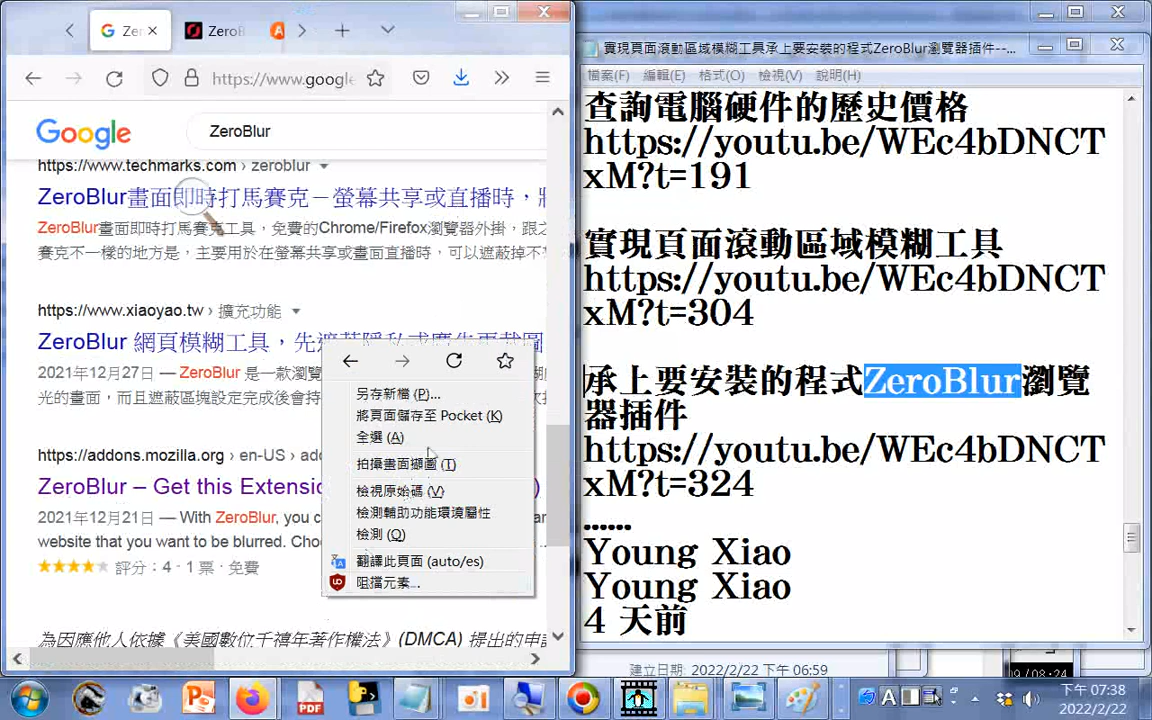 Zer
ZeroB
https://www.google
Google
ZeroBlur
https://www.techmarks.com › zeroblur
ZeroBlur畫面即時打馬賽克－螢幕共享或直播時，
ZeroBlur畫面即時打馬賽克工具，免費的Chrome/Firefox瀏覽器外掛，跟之
賽克不一樣的地方是，主要用於在螢幕共享或畫面直播時，可以遮蔽掉不
https://www.xiaoyao.tw › 擴充功能
ZeroBlur 網頁模糊工具，先遮蔽隱私或廣告再截圖
2021年12月27日 — ZeroBlur 是一款瀏
光的畫面，而且遮蔽區塊設定完成後會持
https://addons.mozilla.org › en-US › add
ZeroBlur – Get this Extensio
2021年12月21日 — With ZeroBlur, you c
website that you want to be blurred. Cho
評分：4 · 1 票 · 免費
為因應他人依據《美國數位千禧年著作權法》(DMCA) 提出的申
另存新檔 (P)...
將頁面儲存至 Pocket (K)
全選 (A)
拍攝畫面擷圖 (T)
檢視原始碼 (V)
檢測輔助功能環境屬性
檢測 (Q)
翻譯此頁面 (auto/es)
阻擋元素...
實現頁面滾動區域模糊工具承上要安裝的程式ZeroBlur瀏覽器插件--...
檔案(F) 編輯(E) 格式(O) 檢視(V) 說明(H)
查詢電腦硬件的歷史價格
https://youtu.be/WEc4bDNCT
xM?t=191
實現頁面滾動區域模糊工具
https://youtu.be/WEc4bDNCT
xM?t=304
承上要安裝的程式ZeroBlur瀏覽
器插件
https://youtu.be/WEc4bDNCT
xM?t=324
......
Young Xiao
Young Xiao
4 天前
建立日期: 2022/2/22 下午 06:59
PDF
A
下午 07:38
2022/2/22